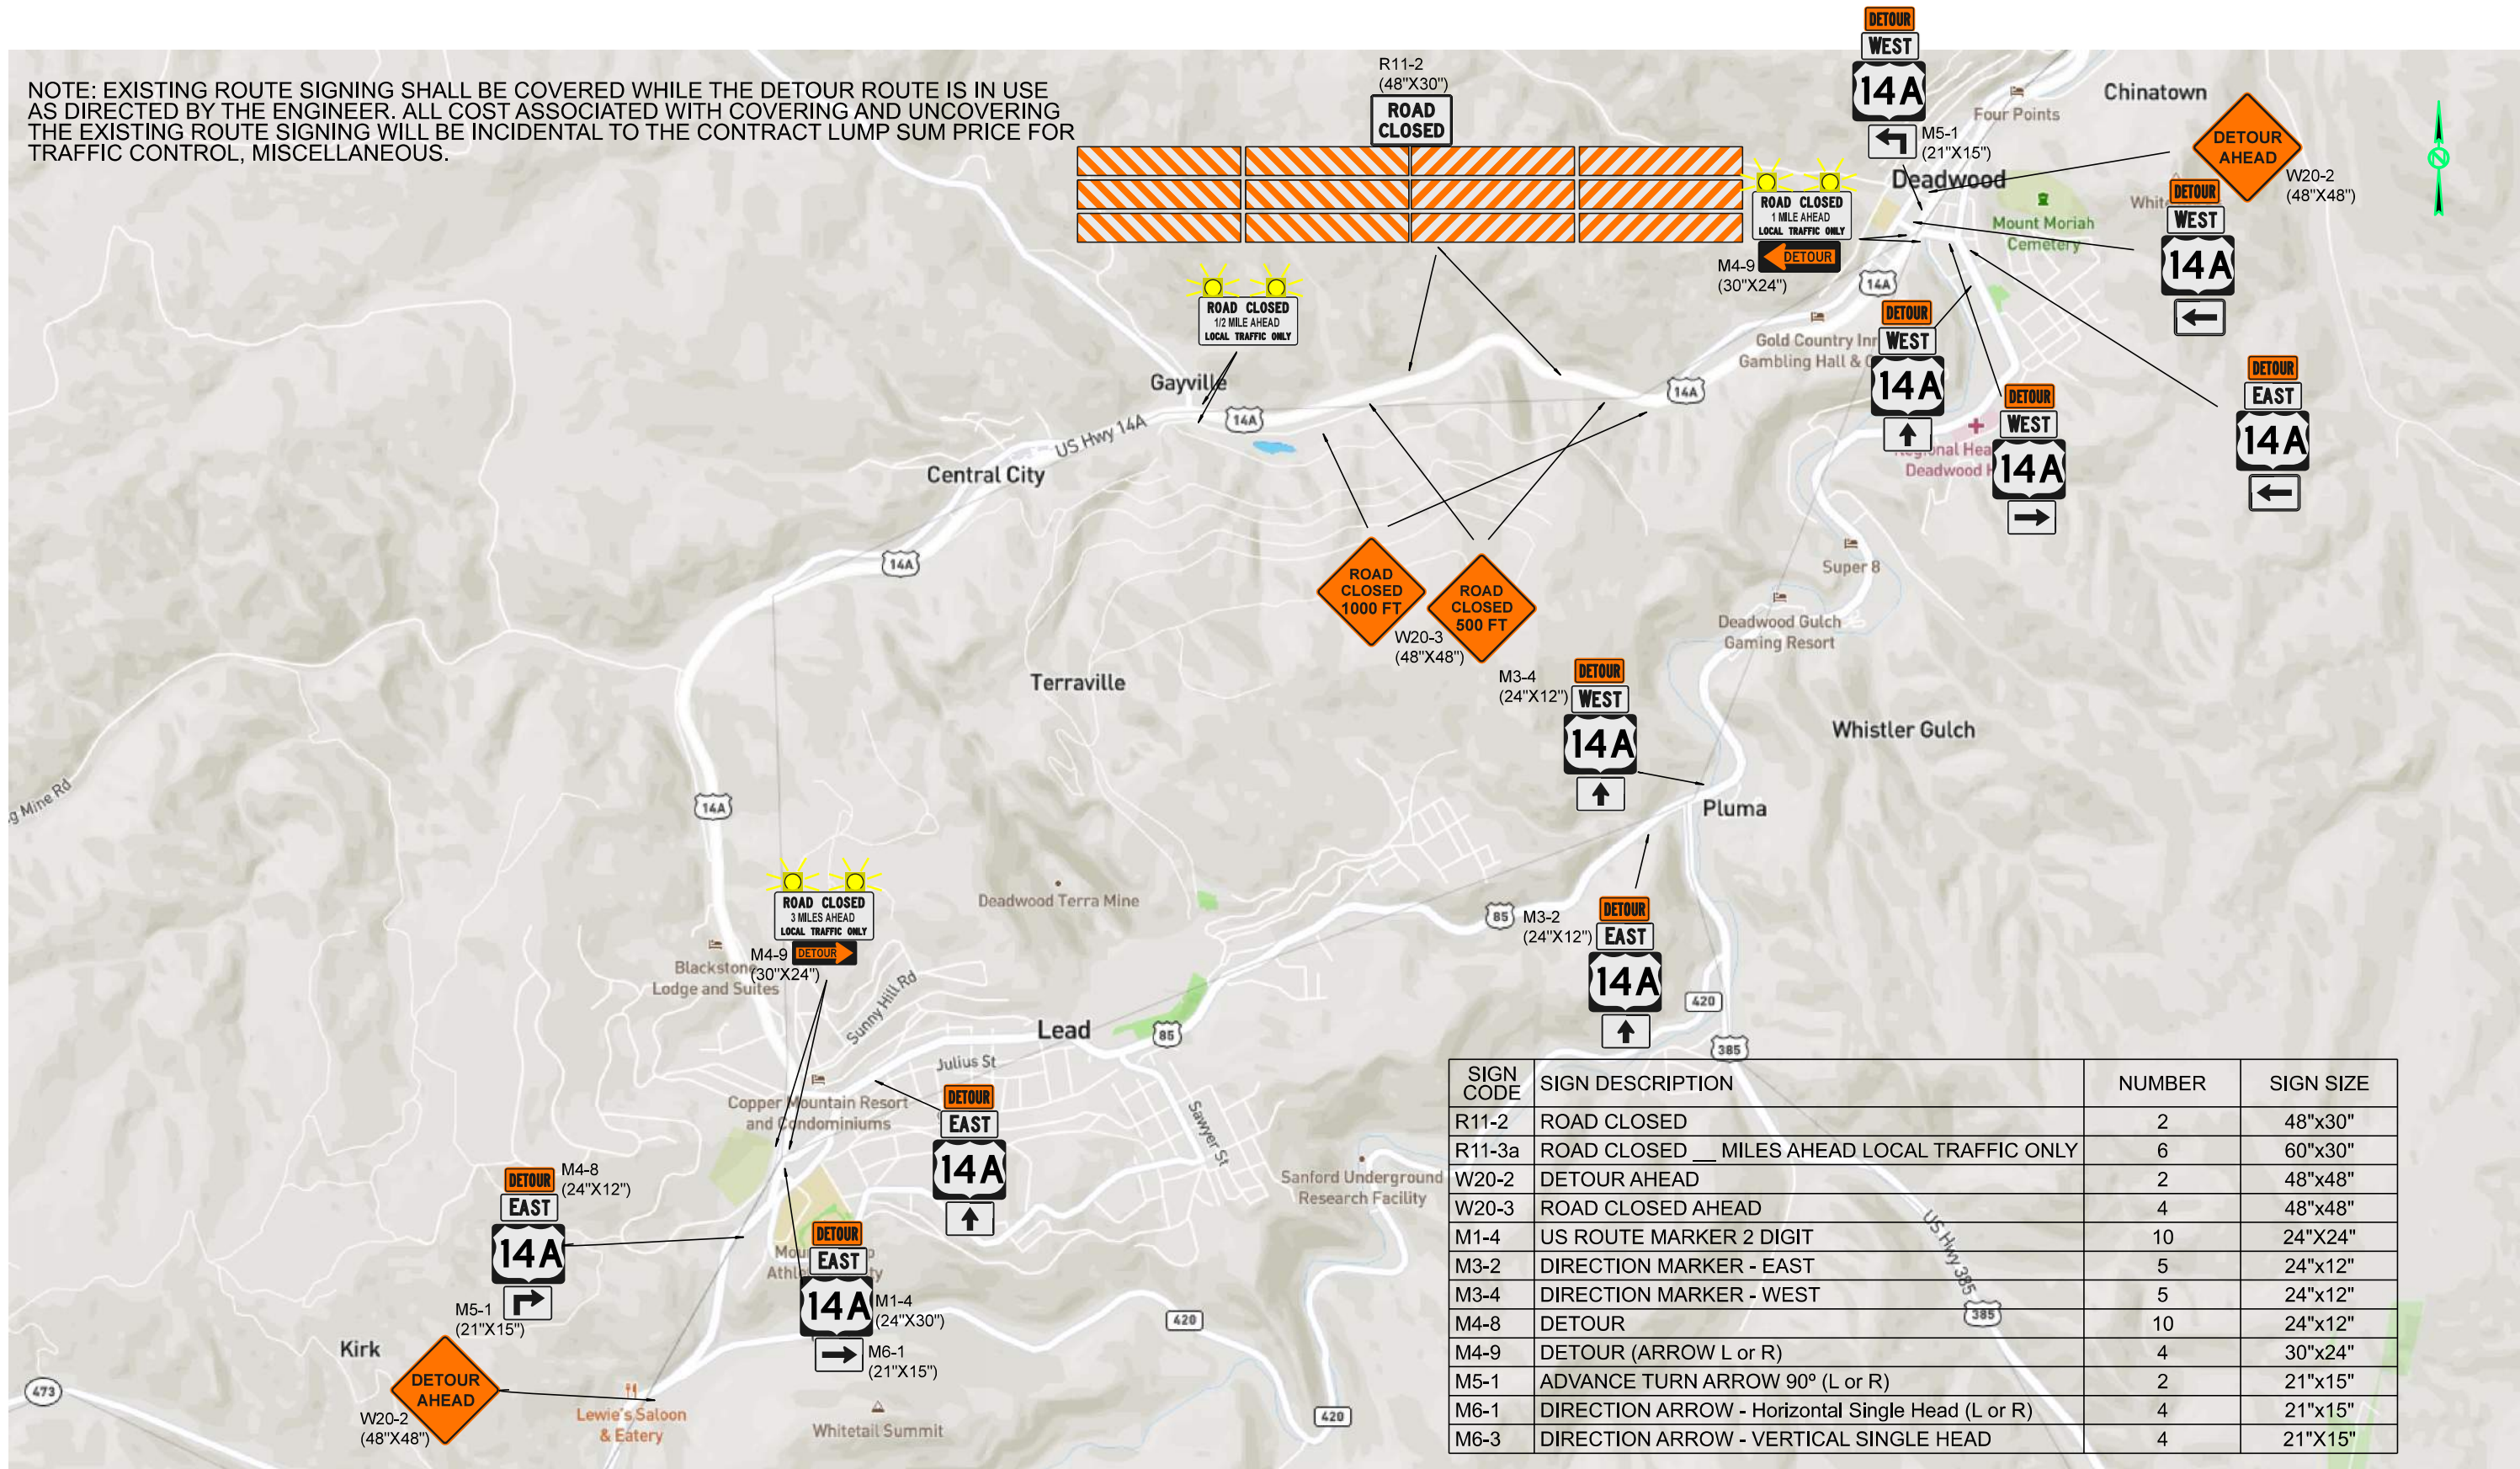 NOTE: EXISTING ROUTE SIGNING SHALL BE COVERED WHILE THE DETOUR ROUTE IS IN USE
AS DIRECTED BY THE ENGINEER. ALL COST ASSOCIATED WITH COVERING AND UNCOVERING
THE EXISTING ROUTE SIGNING WILL BE INCIDENTAL TO THE CONTRACT LUMP SUM PRICE FOR
TRAFFIC CONTROL, MISCELLANEOUS.
R11-2
(48"X30")
ROAD
CLOSED
DETOUR
WEST
14A
M5-1
(21"X15")
Four Points
Chinatown
DETOUR
AHEAD
W20-2
(48"X48")
N
Deadwood
Mount Moriah
Cemetery
White
DETOUR
WEST
14A
ROAD CLOSED
1 MILE AHEAD
LOCAL TRAFFIC ONLY
DETOUR
M4-9
(30"X24")
14A
ROAD CLOSED
1/2 MILE AHEAD
LOCAL TRAFFIC ONLY
Gayville
14A
US Hwy 14A
Central City
14A
14A
Gold Country Inn
Gambling Hall &
DETOUR
WEST
14A
DETOUR
WEST
14A
DETOUR
EAST
14A
Regional Hea
Deadwood H
Super 8
Deadwood Gulch
Gaming Resort
ROAD
CLOSED
1000 FT
ROAD
CLOSED
500 FT
W20-3
(48"X48")
Terraville
M3-4
(24"X12")
DETOUR
WEST
14A
Whistler Gulch
Pluma
g Mine Rd
14A
ROAD CLOSED
3 MILES AHEAD
LOCAL TRAFFIC ONLY
DETOUR
M4-9
(30"X24")
Deadwood Terra Mine
Blackstone
Lodge and Suites
Sunny Hill Rd
85
M3-2
(24"X12")
DETOUR
EAST
14A
420
385
Lead
85
Julius St
Sawyer St
Copper Mountain Resort
and Condominiums
DETOUR
EAST
14A
Sanford Underground
Research Facility
DETOUR
EAST
14A
M4-8
(24"X12")
M5-1
(21"X15")
DETOUR
EAST
14A
M1-4
(24"X30")
M6-1
(21"X15")
420
Kirk
473
DETOUR
AHEAD
W20-2
(48"X48")
Lewie's Saloon
& Eatery
Whitetail Summit
420
US Hwy 385
385
SIGN CODE SIGN DESCRIPTION NUMBER SIGN SIZE
R11-2 ROAD CLOSED 2 48"x30"
R11-3a ROAD CLOSED __ MILES AHEAD LOCAL TRAFFIC ONLY 6 60"x30"
W20-2 DETOUR AHEAD 2 48"x48"
W20-3 ROAD CLOSED AHEAD 4 48"x48"
M1-4 US ROUTE MARKER 2 DIGIT 10 24"X24"
M3-2 DIRECTION MARKER - EAST 5 24"x12"
M3-4 DIRECTION MARKER - WEST 5 24"x12"
M4-8 DETOUR 10 24"x12"
M4-9 DETOUR (ARROW L or R) 4 30"x24"
M5-1 ADVANCE TURN ARROW 90º (L or R) 2 21"x15"
M6-1 DIRECTION ARROW - Horizontal Single Head (L or R) 4 21"x15"
M6-3 DIRECTION ARROW - VERTICAL SINGLE HEAD 4 21"X15"